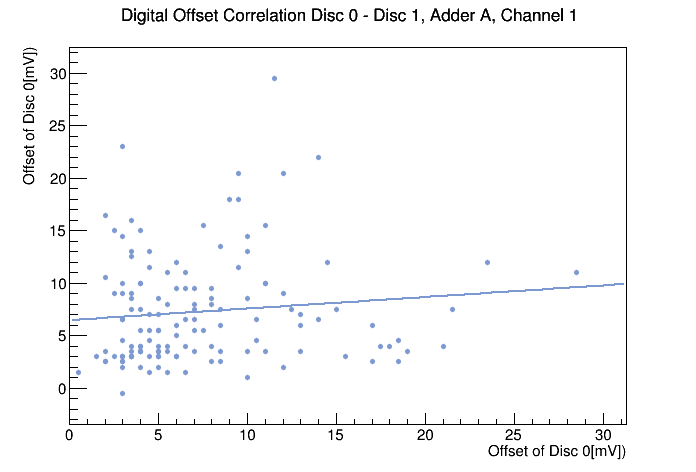 Digital Offset Correlation Disc 0 - Disc 1, Adder A, Channel 1
Offset of Disc 0[mV])
30
25
20
15
10
5
0
0 5 10 15 20 25 30
Offset of Disc 0[mV])